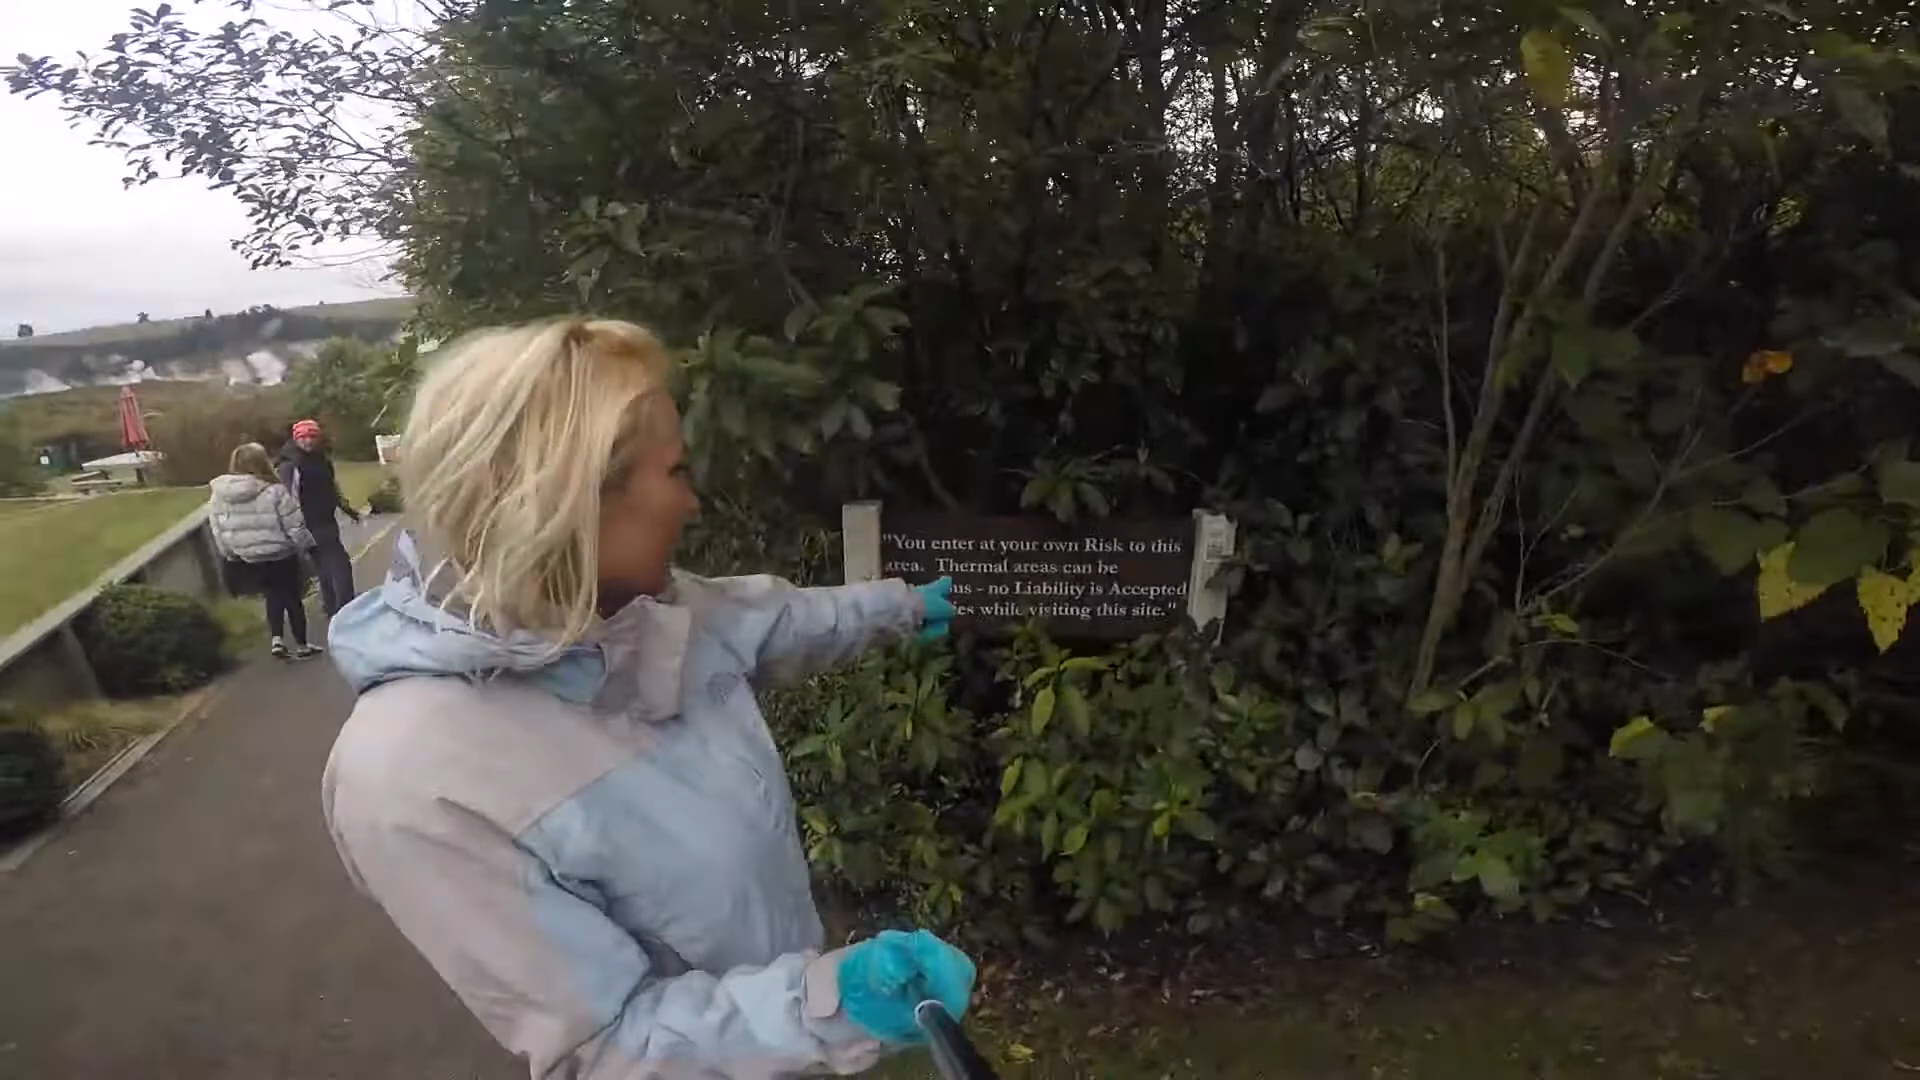 "You enter at your own Risk to this
area. Thermal areas can be
- no Liability is Accepted
while visiting this site."